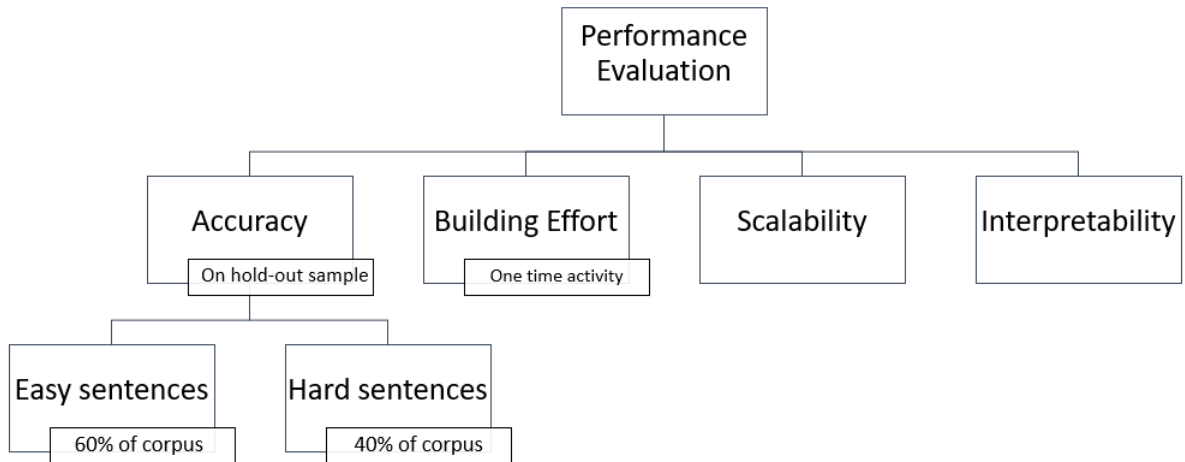 Performance
Evaluation
Accuracy
On hold-out sample
Building Effort
One time activity
Scalability
Interpretability
Easy sentences
60% of corpus
Hard sentences
40% of corpus